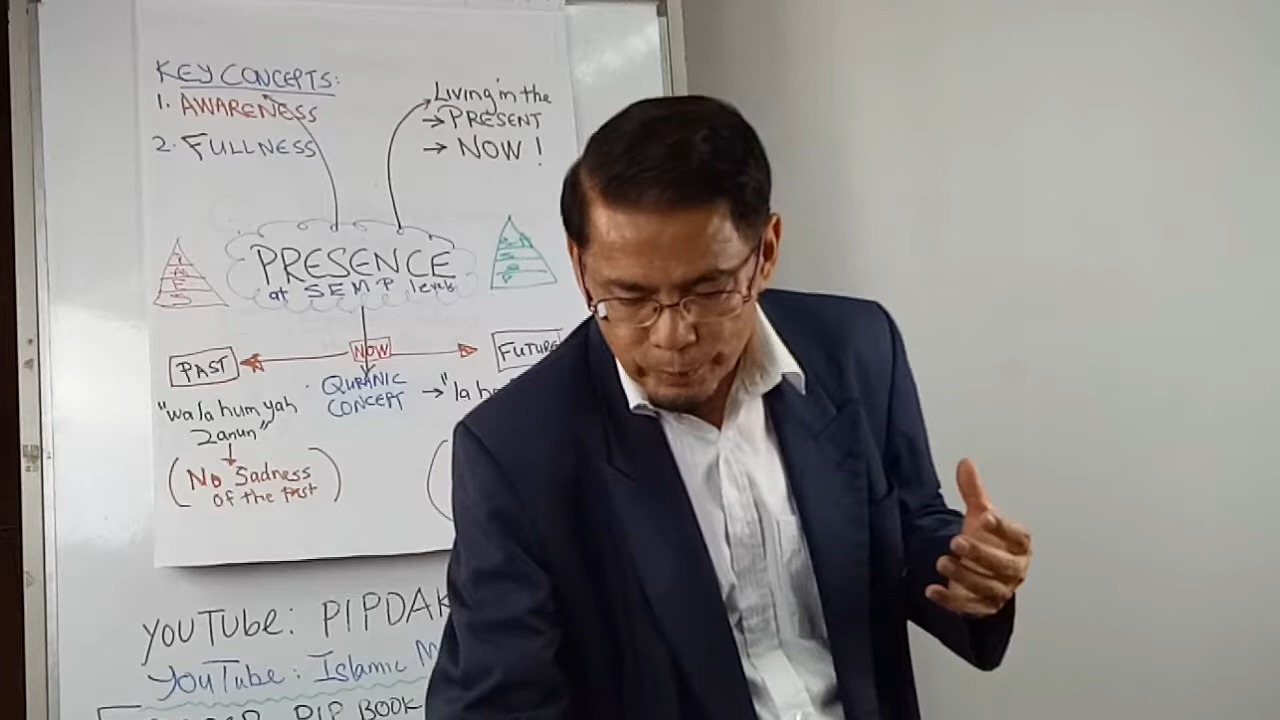 KEY CONCEPTS:
1. AWARENESS
2. FULLNESS
Living in the
→ PRESENT
→ NOW !
PRESENCE
at SEMP levels
PAST
NOW
FUTURE
QURANIC
CONCEPT
→ "la
"wala hum yah
zanun"
(No Sadness
of the past)
YOUTUBE: PIPDAK
YOUTUBE: Islamic M
PIP BOOK